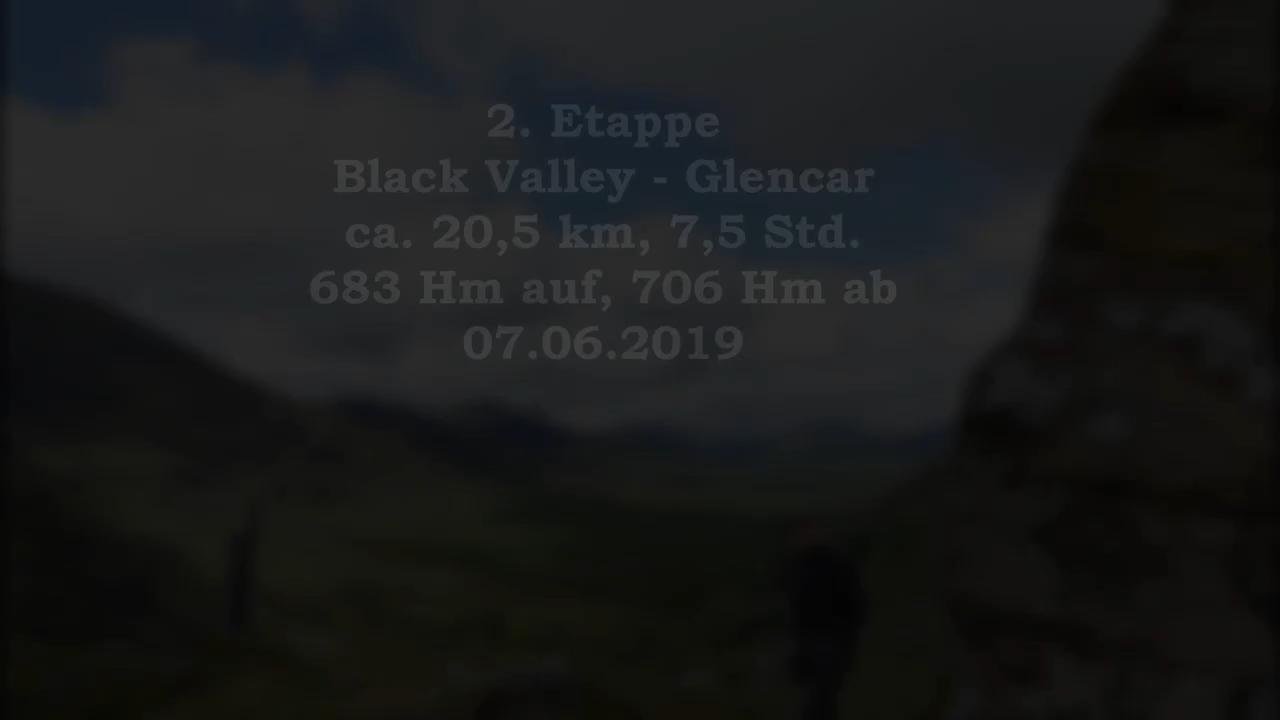 2. Etappe
Black Valley - Glencar
ca. 20,5 km, 7,5 Std.
683 Hm auf, 706 Hm ab
07.06.2019